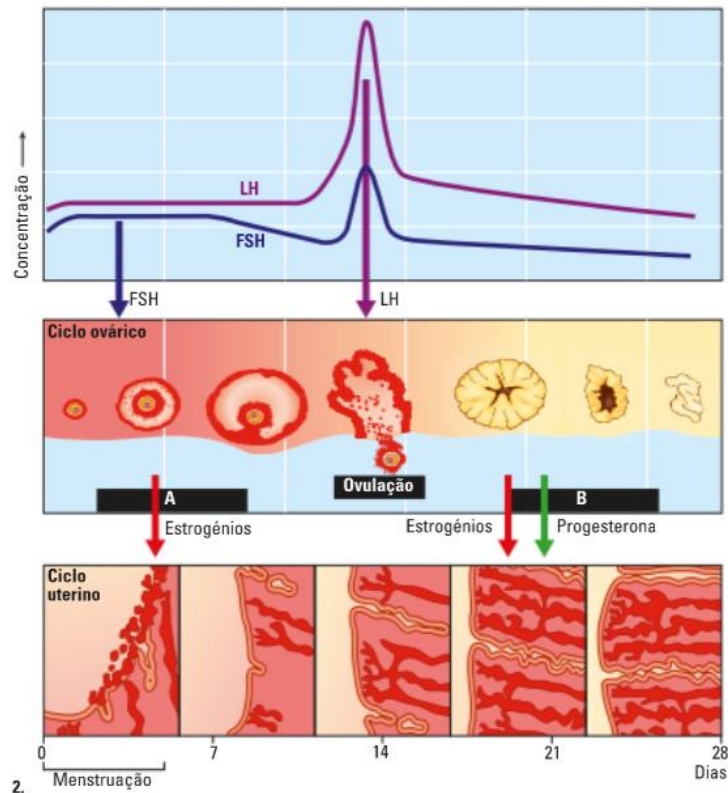 Concentração
LH
FSH
FSH
LH
Ciclo ovárico
A
Ovulação
B
Estrogénios
Estrogénios
Progesterona
Ciclo
uterino
0
7
14
21
28
Dias
Menstruação
2.